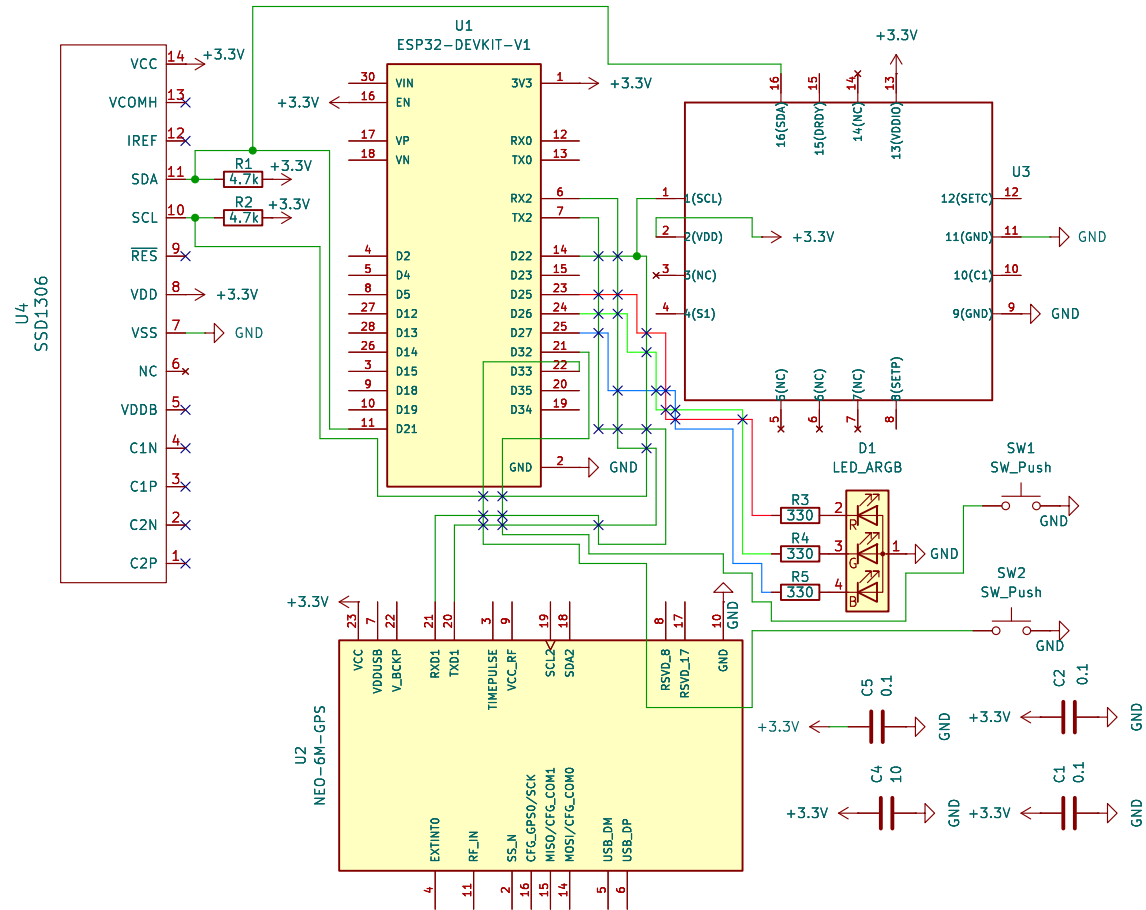 U4
SSD1306
VCC 14 +3.3V
VCOMH 13
IREF 12
SDA 11
SCL 10
RES 9
VDD 8 +3.3V
VSS 7 GND
NC 6
VDDB 5
C1N 4
C1P 3
C2N 2
C2P 1
R1
4.7k
+3.3V
R2
4.7k
+3.3V
U1
ESP32-DEVKIT-V1
30 VIN
+3.3V 16 EN
17 VP
18 VN
4 D2
5 D4
8 D5
27 D12
28 D13
26 D14
3 D15
9 D18
10 D19
11 D21
3V3 1 +3.3V
RX0 12
TX0 13
RX2 6
TX2 7
D22 14
D23 15
D25 23
D26 24
D27 25
D32 21
D33 22
D35 20
D34 19
GND 2 GND
+3.3V
16 15 14 13
16(SDA)
15(DRDY)
14(NC)
13(VDDIO)
U3
1 1(SCL)
2 2(VDD) +3.3V
3 3(NC)
4 4(S1)
12(SETC) 12
11(GND) 11 GND
10(C1) 10
9(GND) 9 GND
5(NC)
6(NC)
7(NC)
8(SETP)
5 6 7 8
D1
LED_ARGB
R3
330
2 R
R4
330
3 G
1 GND
R5
330
4 B
SW1
SW_Push
GND
SW2
SW_Push
GND
+3.3V
23 7 22 21 20 3 9 19 18 8 17 10
GND
VCC
VDDUSB
V_BCKP
RXD1
TXD1
TIMEPULSE
VCC_RF
SCL2
SDA2
RSVD_8
RSVD_17
GND
U2
NEO-6M-GPS
EXTINT0
RF_IN
SS_N
CFG_GPS0/SCK
MISO/CFG_COM1
MOSI/CFG_COM0
USB_DM
USB_DP
4 11 2 16 15 14 5 6
C5
0.1
+3.3V
GND
C2
0.1
+3.3V
GND
C4
10
+3.3V
GND
C1
0.1
+3.3V
GND